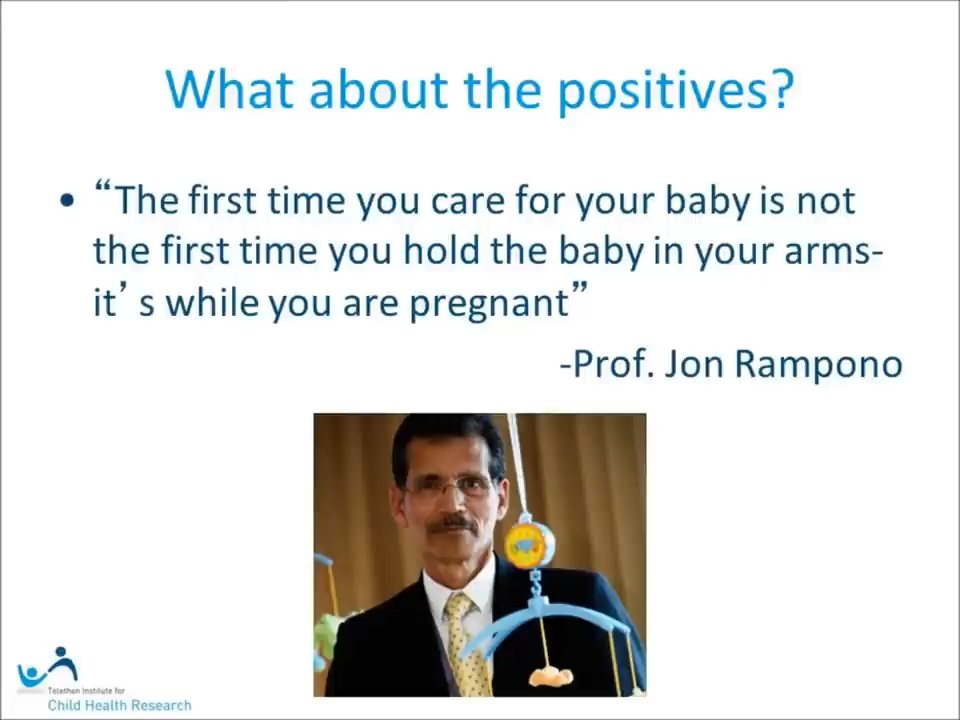 What about the positives?
• “The first time you care for your baby is not
the first time you hold the baby in your arms-
it’ s while you are pregnant”
-Prof. Jon Rampono
Telethon Institute for
Child Health Research